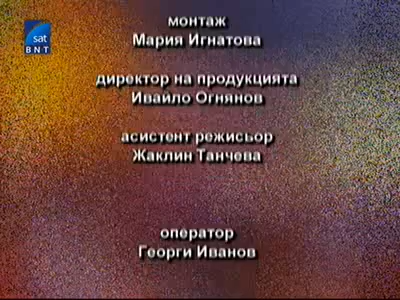 sat
BNT
монтаж
Мария Игнатова
директор на продукцията
Ивайло Огнянов
асистент режисьор
Жаклин Танчева
оператор
Георги Иванов